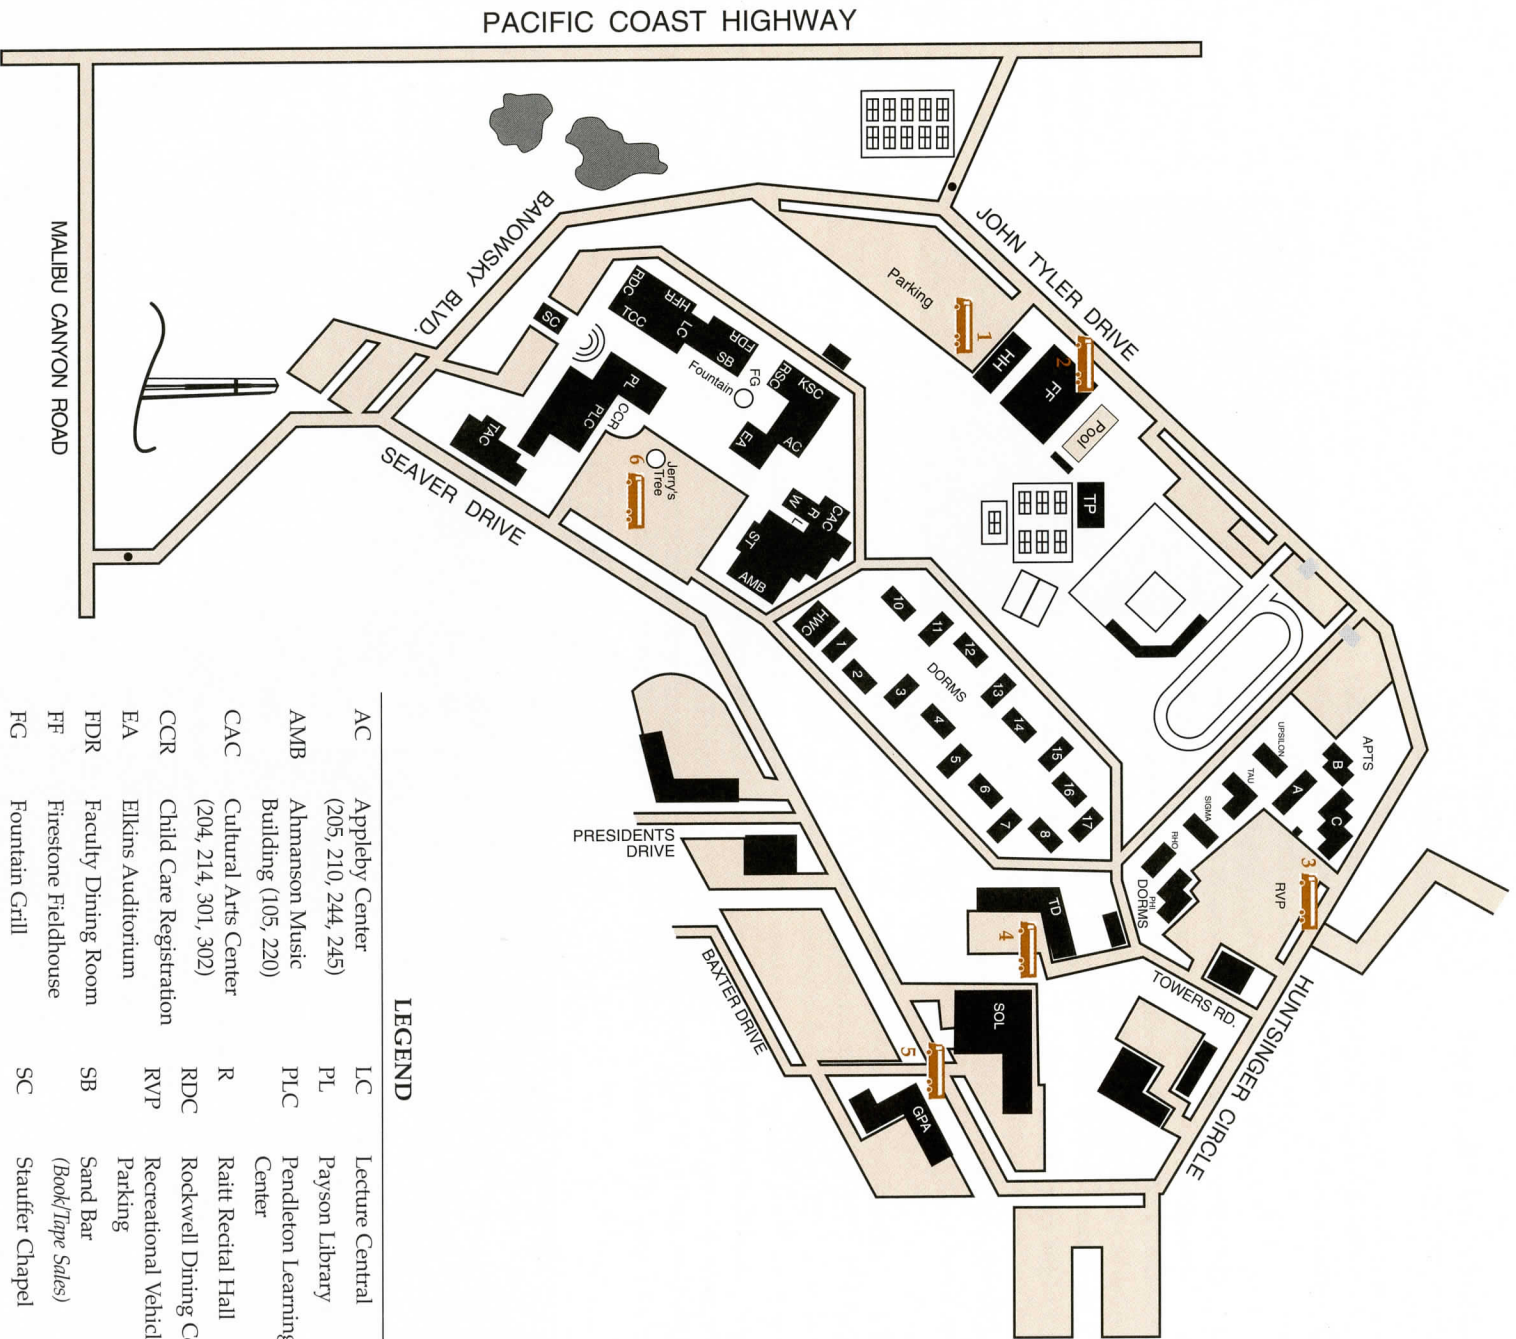 PACIFIC COAST HIGHWAY
MALIBU CANYON ROAD
BANOWSKY BLVD.
JOHN TYLER DRIVE
SEAVER DRIVE
Parking
1
2
HH
FF
Pool
TP
SC
RDC
HFR
TCC
LC
FDR
SB
Fountain
FG
RSC
KSC
AC
EA
PL
PLC
CCR
TAC
6
Jerry's
Tree
CAC
R
L
W
ST
AMB
HWC
1
2
3
4
5
6
7
8
10
11
12
13
14
15
16
17
DORMS
APTS
B
A
C
UPSILON
TAU
SIGMA
RHO
PHI
DORMS
3
RVP
TOWERS RD.
HUNTSINGER CIRCLE
TD
4
SOL
5
GPA
PRESIDENTS
DRIVE
BAXTER DRIVE
LEGEND
AC Appleby Center
(205, 210, 244, 245)
AMB Ahmanson Music
Building (105, 220)
CAC Cultural Arts Center
(204, 214, 301, 302)
CCR Child Care Registration
EA Elkins Auditorium
FDR Faculty Dining Room
FF Firestone Fieldhouse
FG Fountain Grill
LC Lecture Central
PL Payson Library
PLC Pendleton Learning
Center
R Raitt Recital Hall
RDC Rockwell Dining C
RVP Recreational Vehicl
Parking
SB Sand Bar
(Book/Tape Sales)
SC Stauffer Chapel